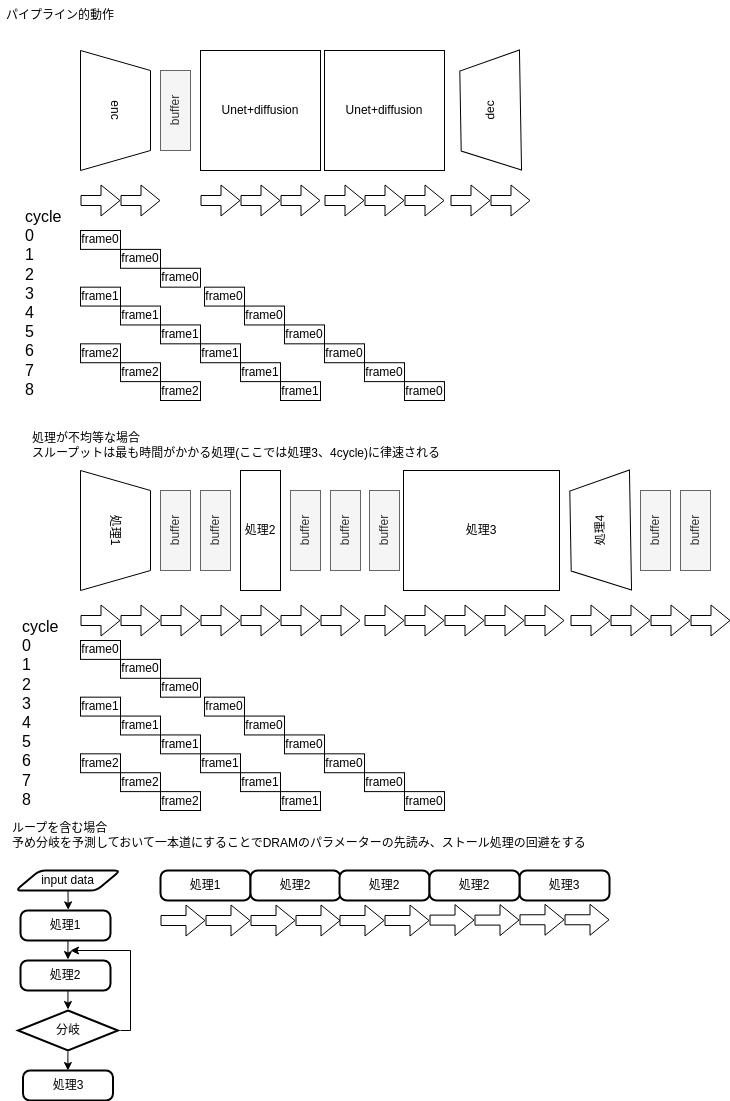 パイプライン的動作
enc
buffer
Unet+diffusion
Unet+diffusion
dec
cycle
0 frame0
1 frame0
2 frame0
3 frame1 frame0
4 frame1 frame0
5 frame1 frame0
6 frame2 frame1 frame0
7 frame2 frame1 frame0
8 frame2 frame1 frame0
処理が不均等な場合
スループットは最も時間がかかる処理(ここでは処理3、4cycle)に律速される
処理1
buffer
buffer
処理2
buffer
buffer
buffer
処理3
処理4
buffer
buffer
cycle
0 frame0
1 frame0
2 frame0
3 frame1 frame0
4 frame1 frame0
5 frame1 frame0
6 frame2 frame1 frame0
7 frame2 frame1 frame0
8 frame2 frame1 frame0
ループを含む場合
予め分岐を予測しておいて一本道にすることでDRAMのパラメーターの先読み、ストール処理の回避をする
input data
処理1
処理2
分岐
処理3
処理1
処理2
処理2
処理2
処理3